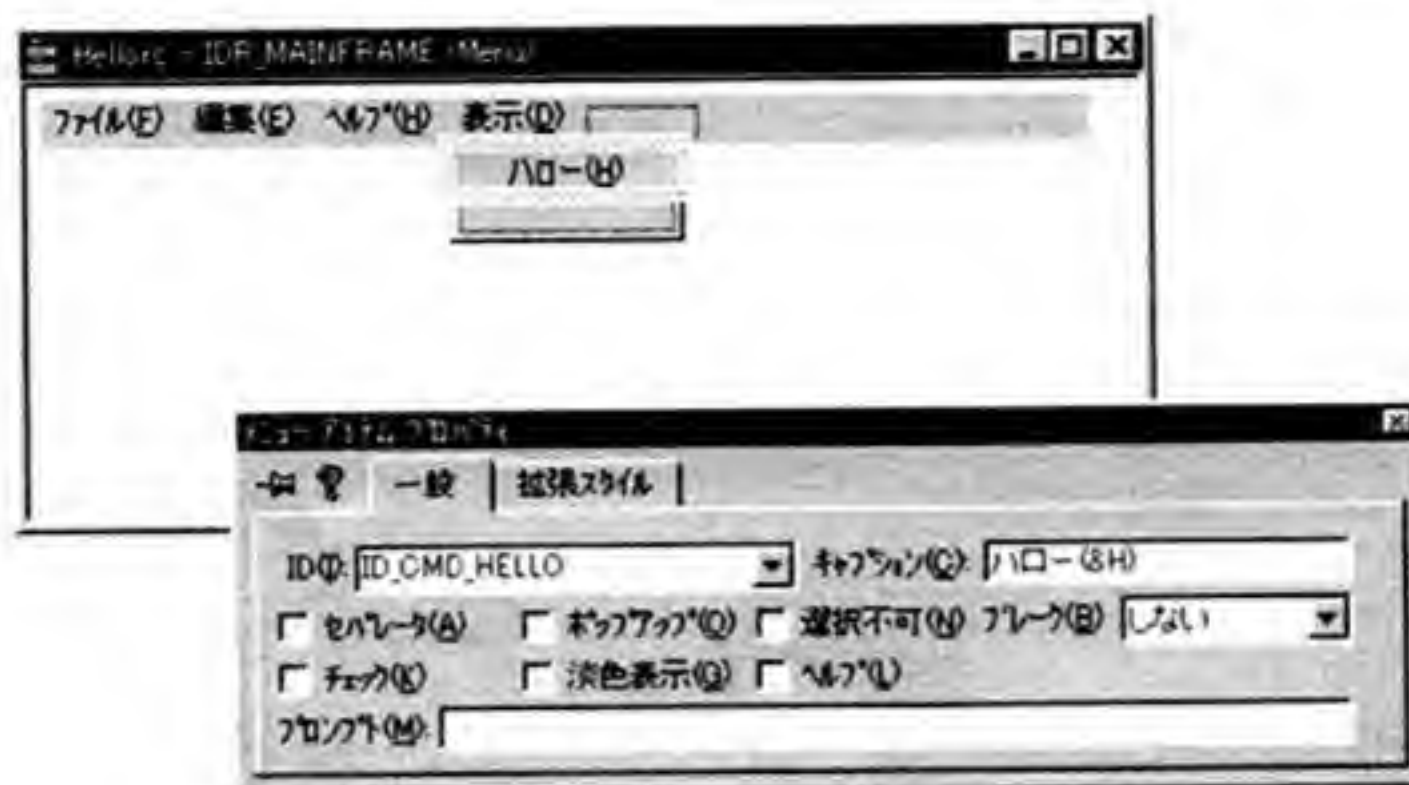 Hello.rc - IDR_MAINFRAME (Menu)
ファイル(F) 編集(E) ヘルプ(H) 表示(D)
ハロー(H)
メニュー アイテム プロパティ
一般 拡張スタイル
ID(I): ID_CMD_HELLO キャプション(C): ハロー(&H)
セパレータ(A) ポップアップ(O) 選択不可(N) ブレーク(B) しない
チェック(K) 淡色表示(G) ヘルプ(L)
プロンプト(M):